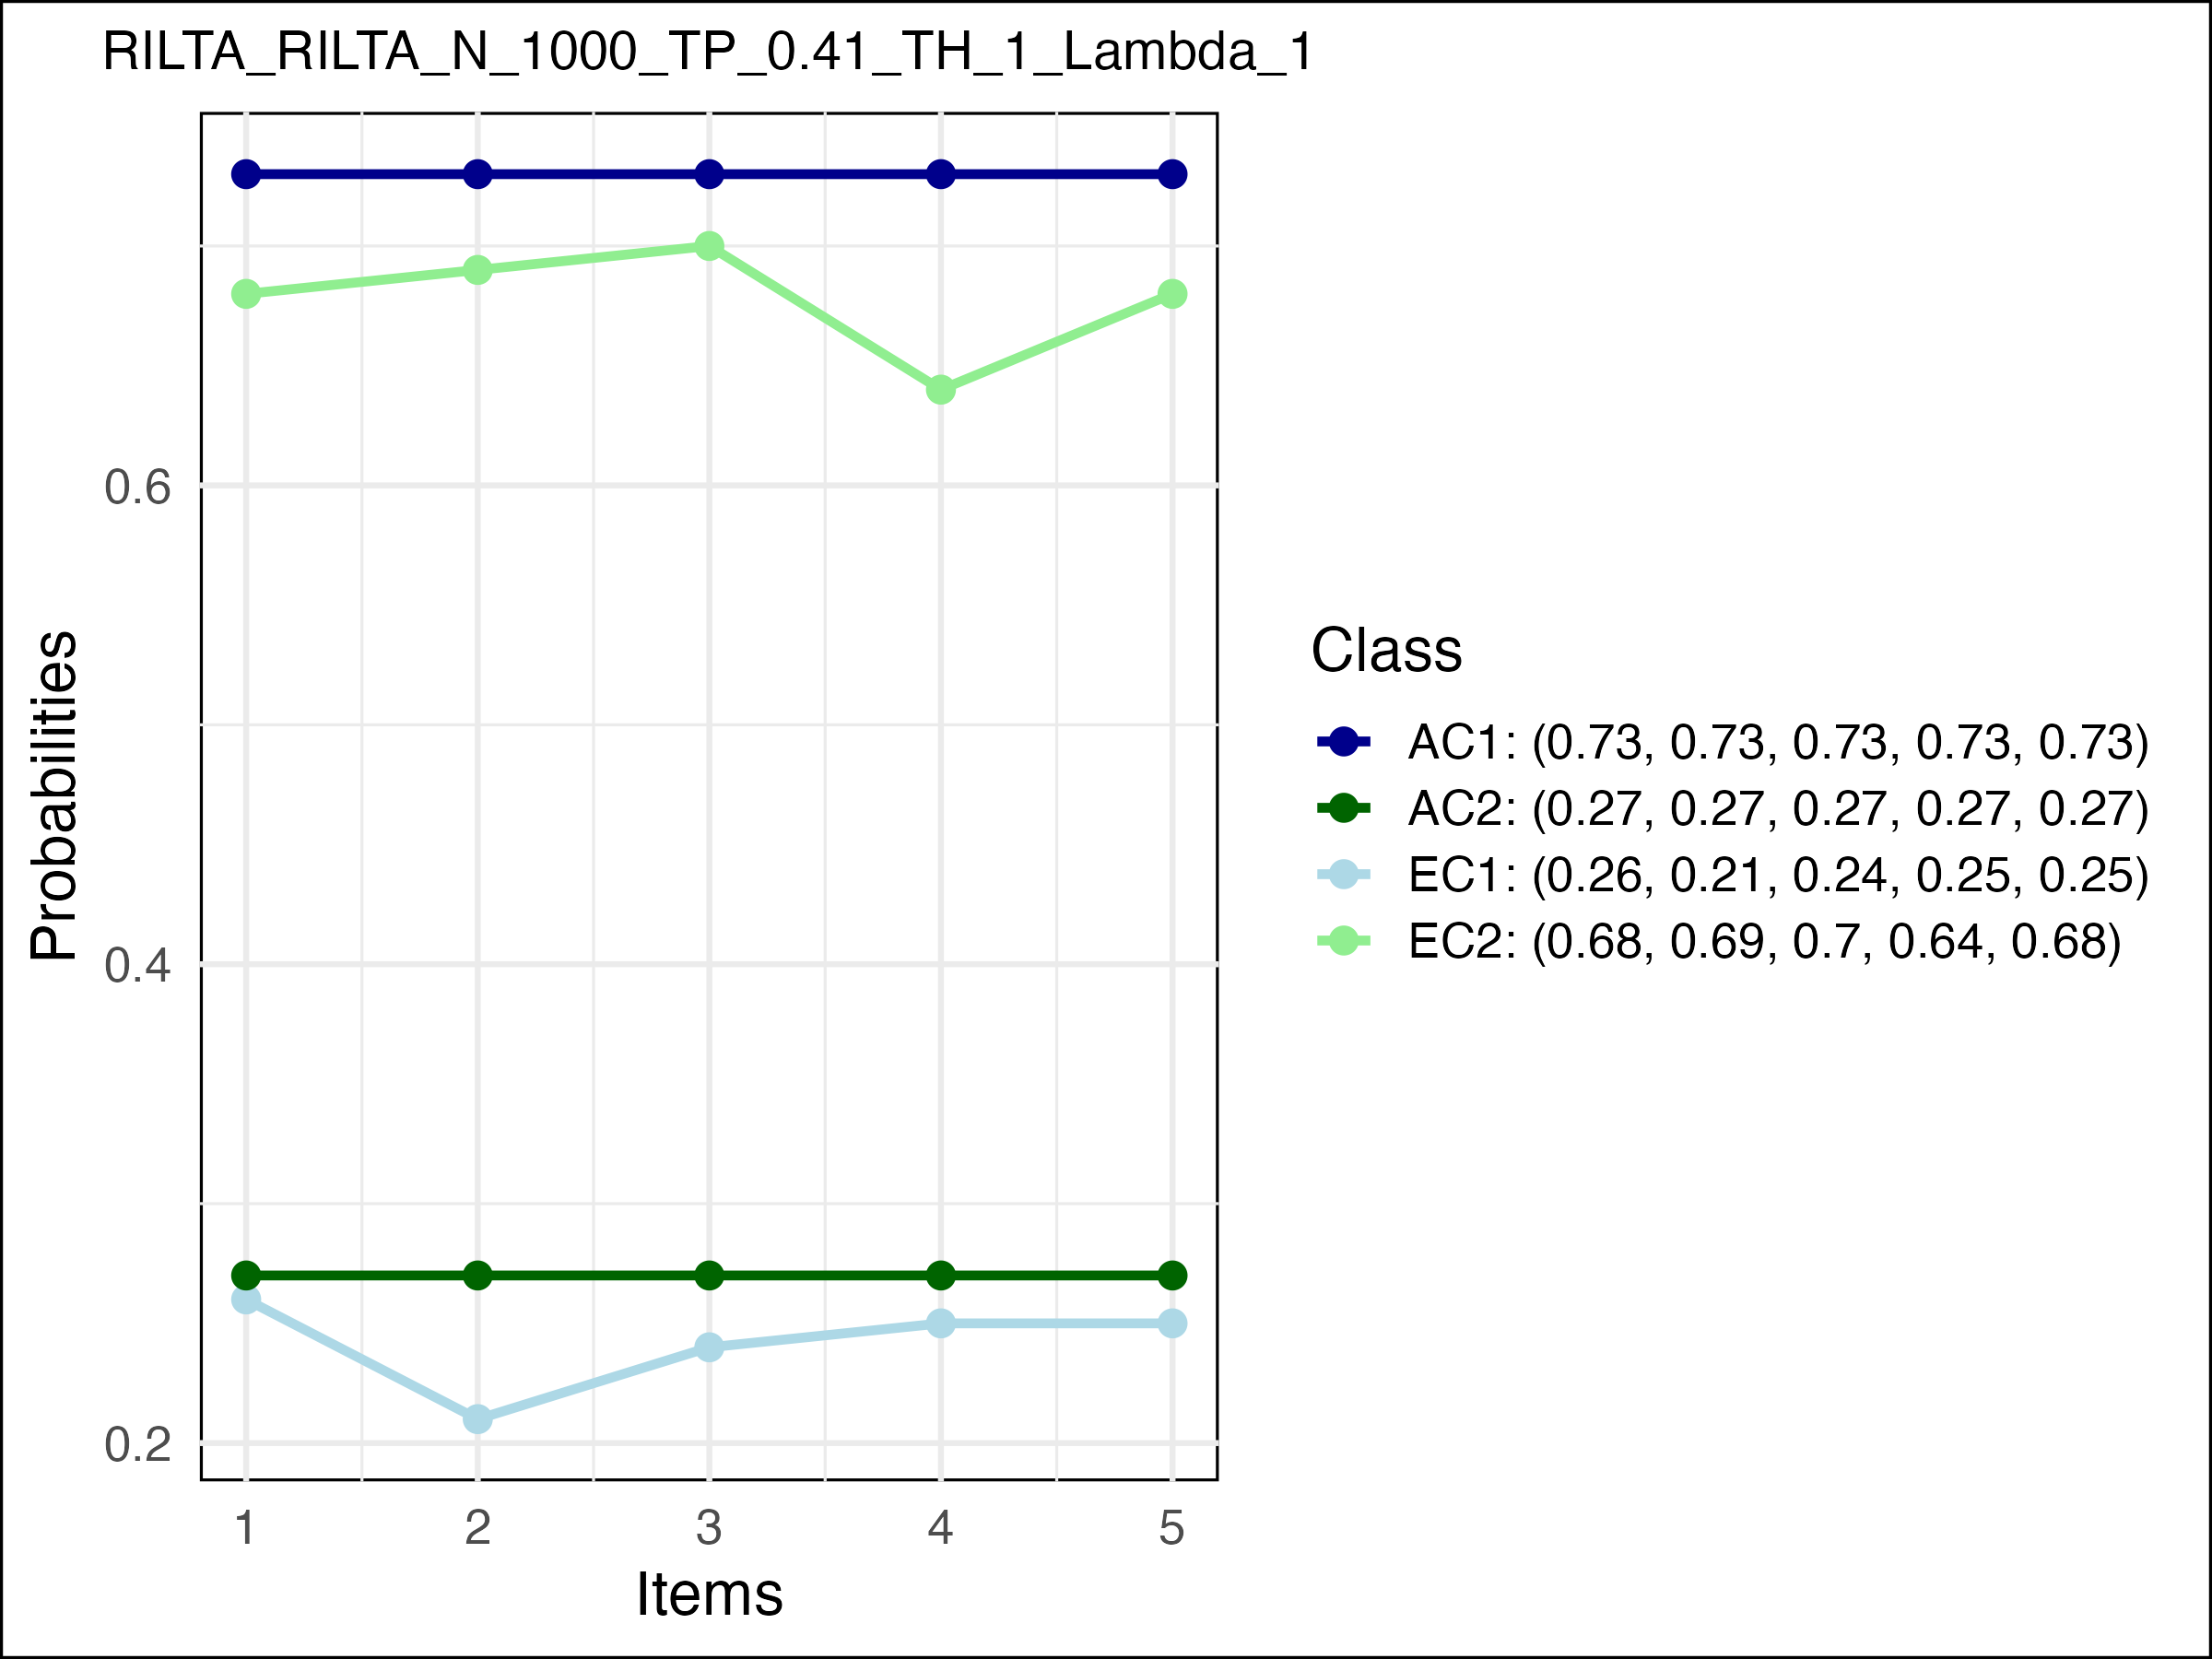 RILTA_RILTA_N_1000_TP_0.41_TH_1_Lambda_1
Probabilities
0.6
0.4
0.2
1 2 3 4 5
Items
Class
AC1: (0.73, 0.73, 0.73, 0.73, 0.73)
AC2: (0.27, 0.27, 0.27, 0.27, 0.27)
EC1: (0.26, 0.21, 0.24, 0.25, 0.25)
EC2: (0.68, 0.69, 0.7, 0.64, 0.68)